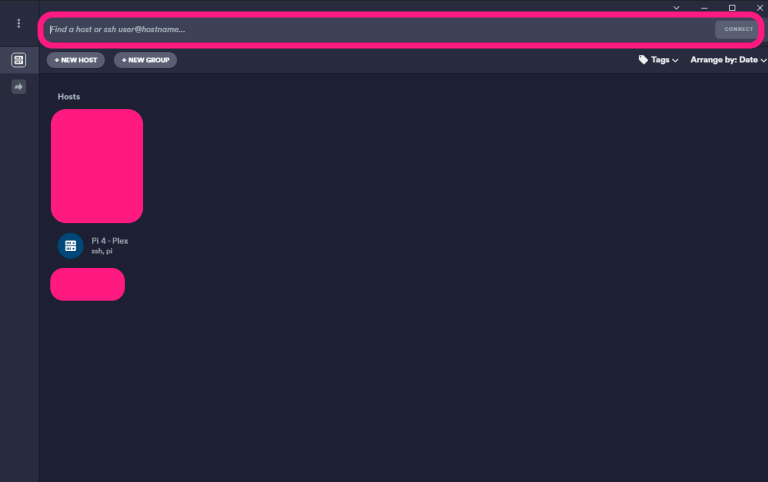 Find a host or ssh user@hostname...
CONNECT
+ NEW HOST
+ NEW GROUP
Tags
Arrange by: Date
Hosts
Pi 4 - Plex
ssh, pi